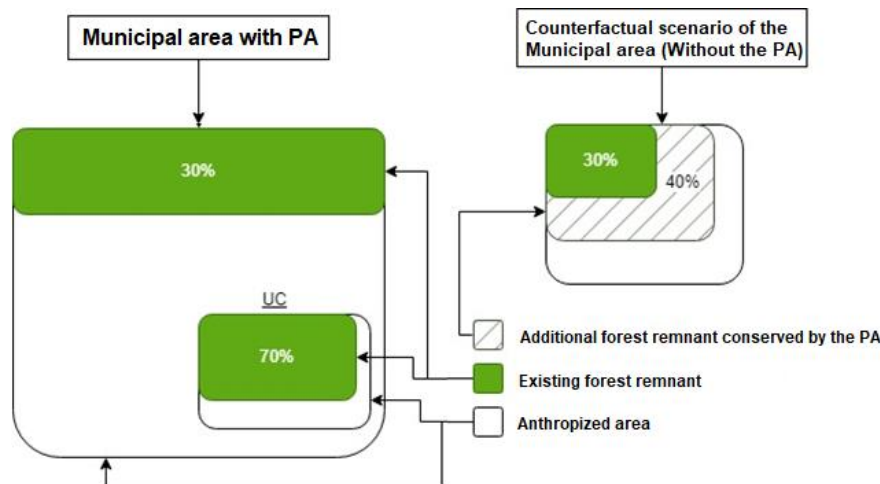 Municipal area with PA
Counterfactual scenario of the
Municipal area (Without the PA)
30%
30%
40%
UC
70%
Additional forest remnant conserved by the PA
Existing forest remnant
Anthropized area